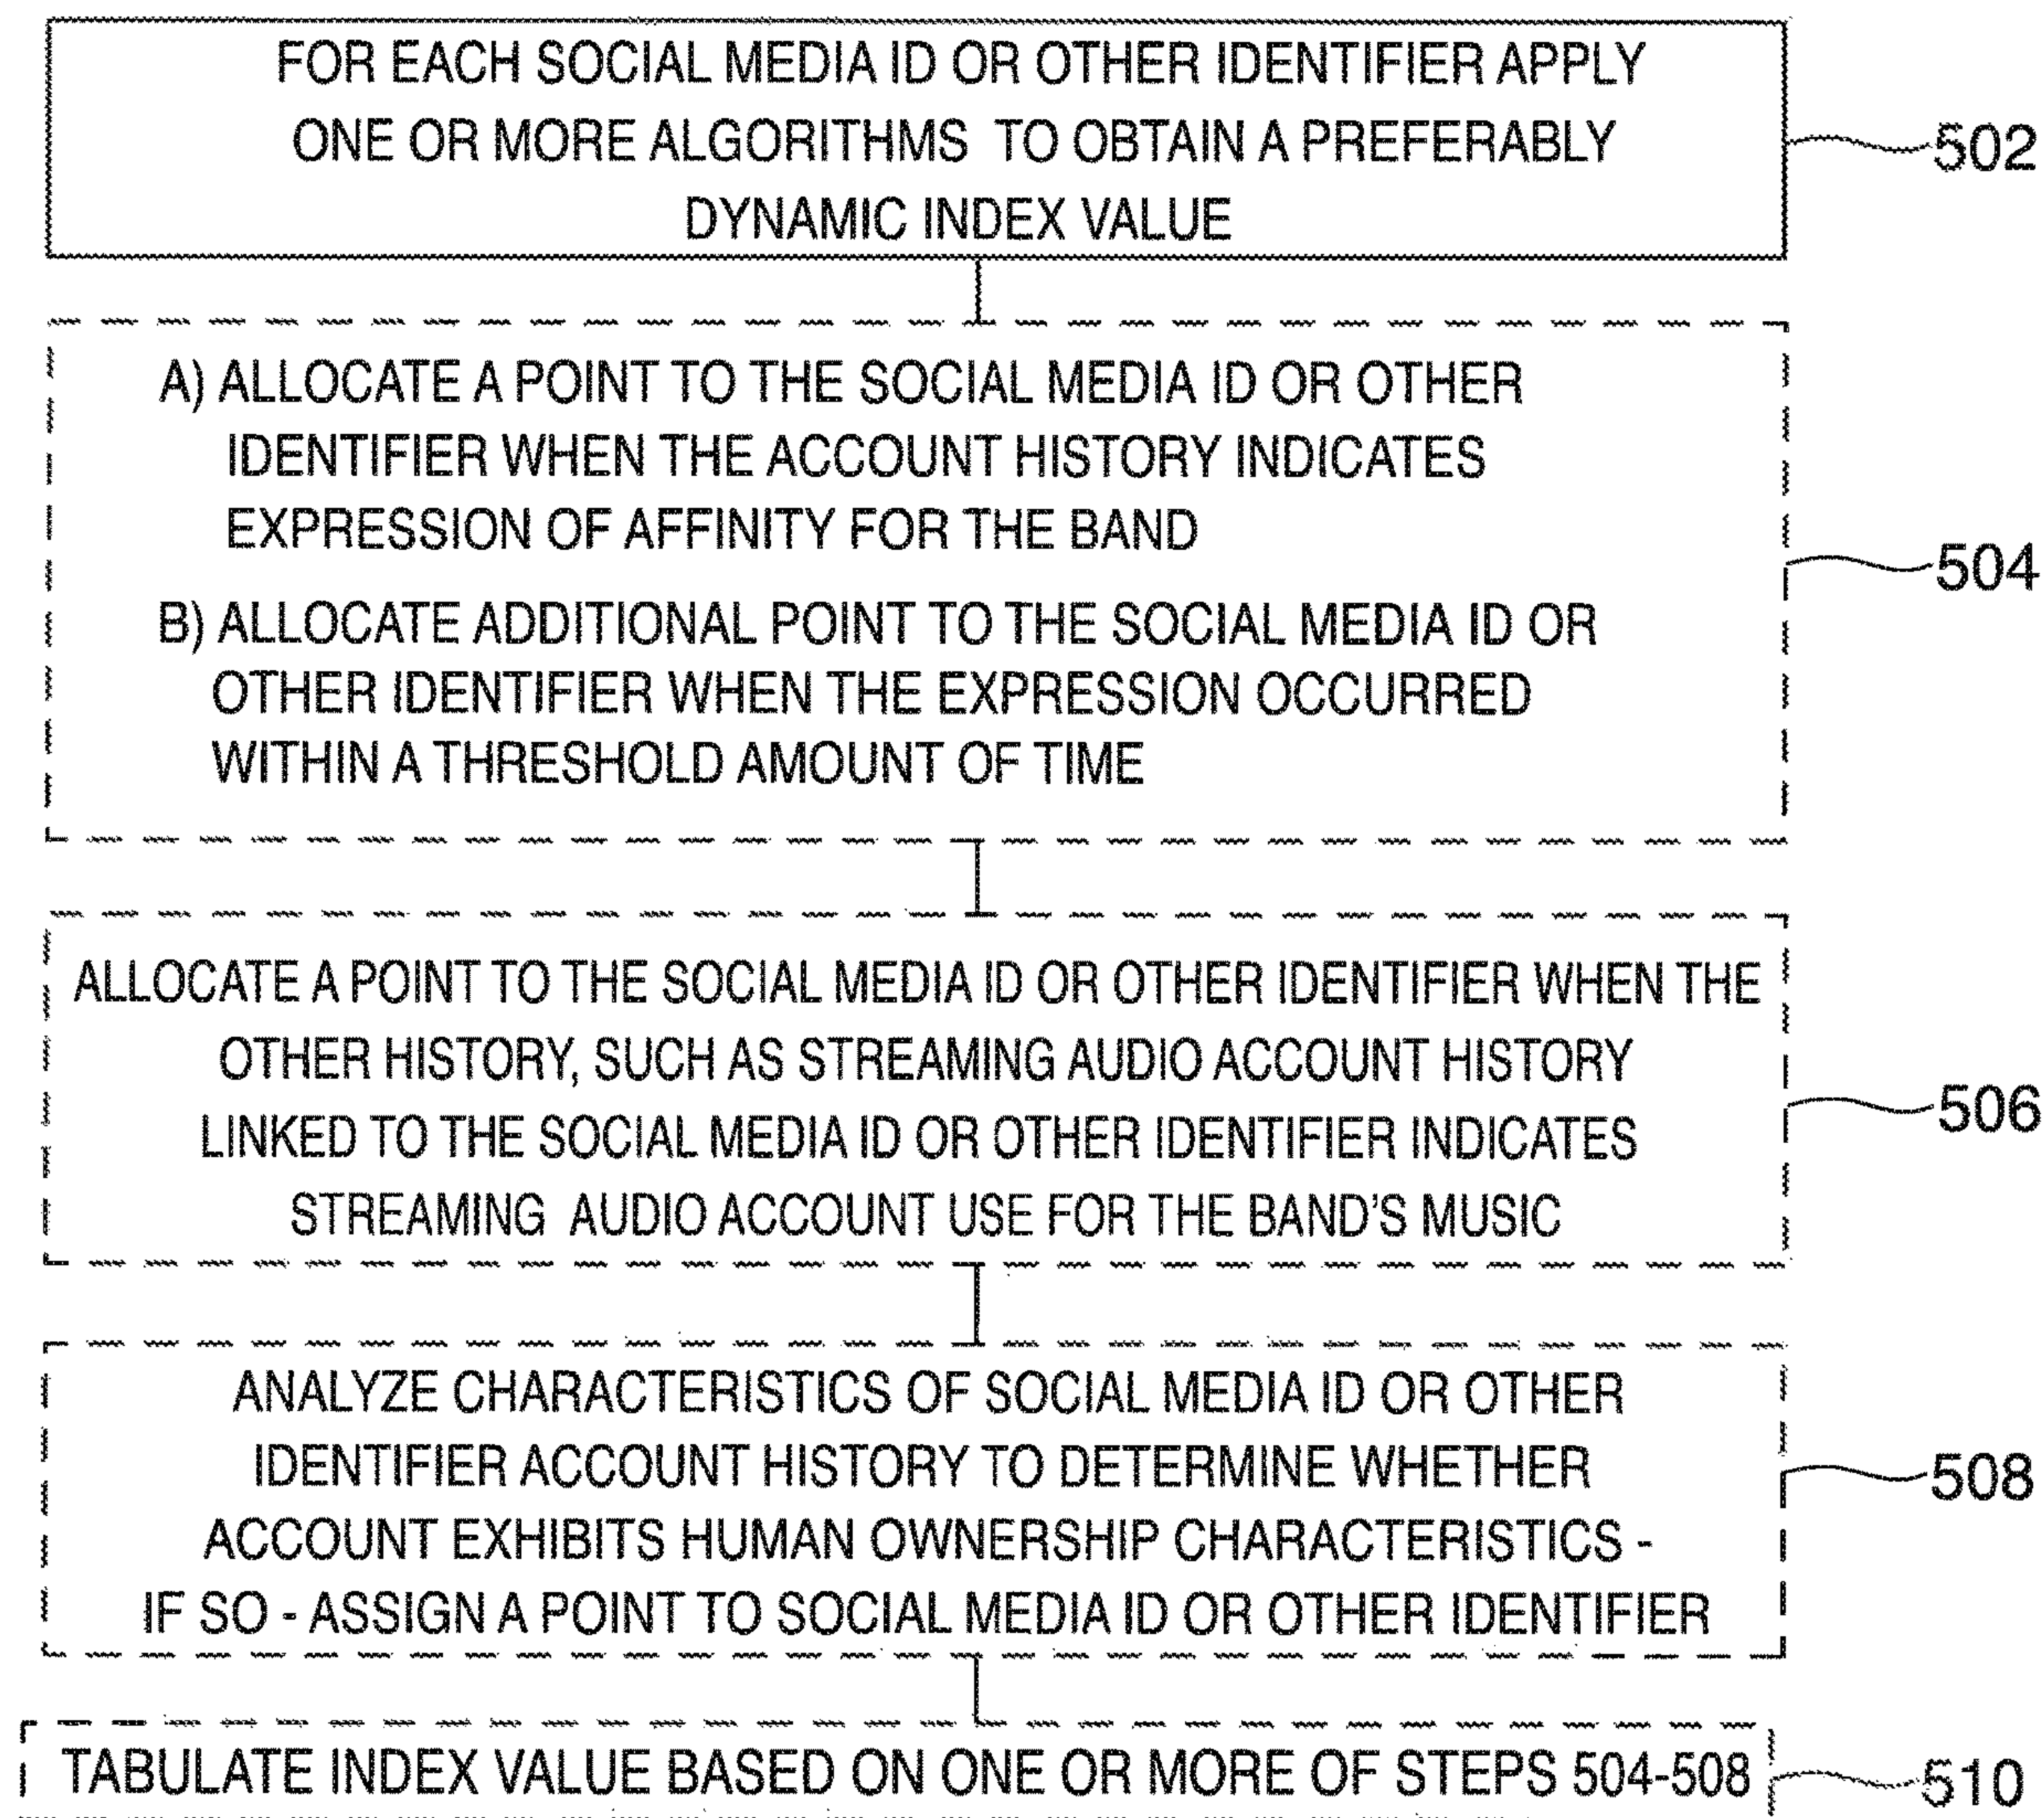 FOR EACH SOCIAL MEDIA ID OR OTHER IDENTIFIER APPLY
ONE OR MORE ALGORITHMS TO OBTAIN A PREFERABLY
DYNAMIC INDEX VALUE
502
A) ALLOCATE A POINT TO THE SOCIAL MEDIA ID OR OTHER
IDENTIFIER WHEN THE ACCOUNT HISTORY INDICATES
EXPRESSION OF AFFINITY FOR THE BAND
B) ALLOCATE ADDITIONAL POINT TO THE SOCIAL MEDIA ID OR
OTHER IDENTIFIER WHEN THE EXPRESSION OCCURRED
WITHIN A THRESHOLD AMOUNT OF TIME
504
ALLOCATE A POINT TO THE SOCIAL MEDIA ID OR OTHER IDENTIFIER WHEN THE
OTHER HISTORY, SUCH AS STREAMING AUDIO ACCOUNT HISTORY
LINKED TO THE SOCIAL MEDIA ID OR OTHER IDENTIFIER INDICATES
STREAMING AUDIO ACCOUNT USE FOR THE BAND'S MUSIC
506
ANALYZE CHARACTERISTICS OF SOCIAL MEDIA ID OR OTHER
IDENTIFIER ACCOUNT HISTORY TO DETERMINE WHETHER
ACCOUNT EXHIBITS HUMAN OWNERSHIP CHARACTERISTICS -
IF SO - ASSIGN A POINT TO SOCIAL MEDIA ID OR OTHER IDENTIFIER
508
TABULATE INDEX VALUE BASED ON ONE OR MORE OF STEPS 504-508
510